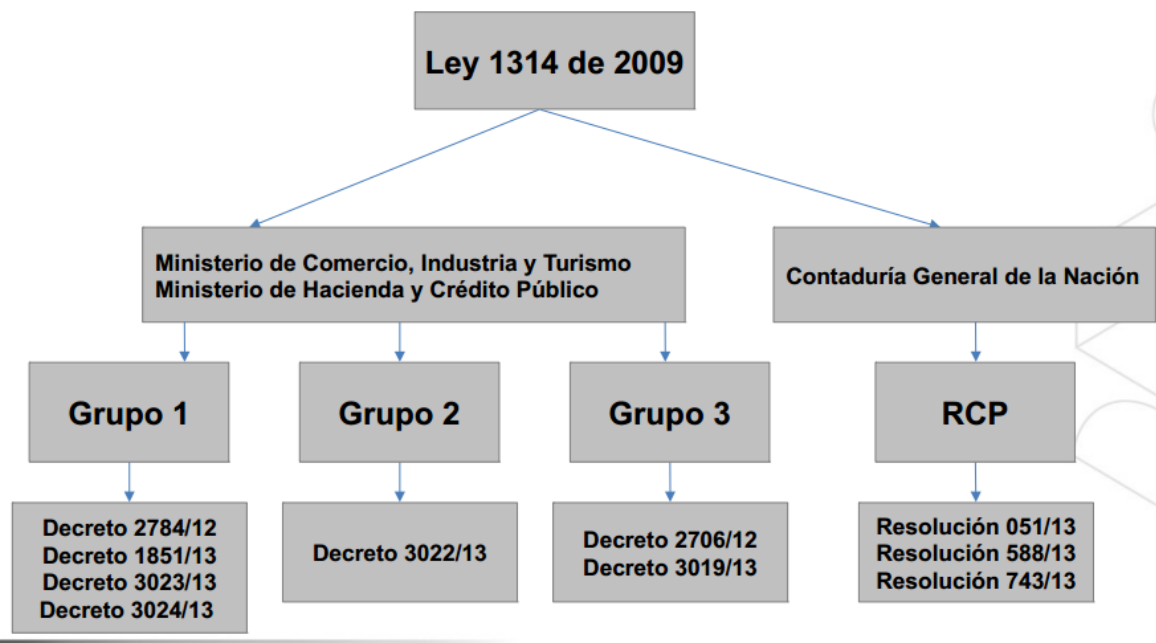 Ley 1314 de 2009
Ministerio de Comercio, Industria y Turismo
Ministerio de Hacienda y Crédito Público
Contaduría General de la Nación
Grupo 1
Grupo 2
Grupo 3
RCP
Decreto 2784/12
Decreto 1851/13
Decreto 3023/13
Decreto 3024/13
Decreto 3022/13
Decreto 2706/12
Decreto 3019/13
Resolución 051/13
Resolución 588/13
Resolución 743/13